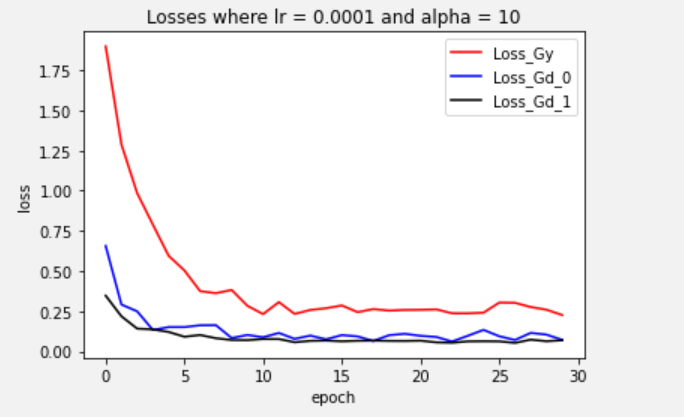 Losses where lr = 0.0001 and alpha = 10
Loss_Gy
Loss_Gd_0
Loss_Gd_1
1.75
1.50
1.25
1.00
0.75
0.50
0.25
0.00
loss
0 5 10 15 20 25 30
epoch